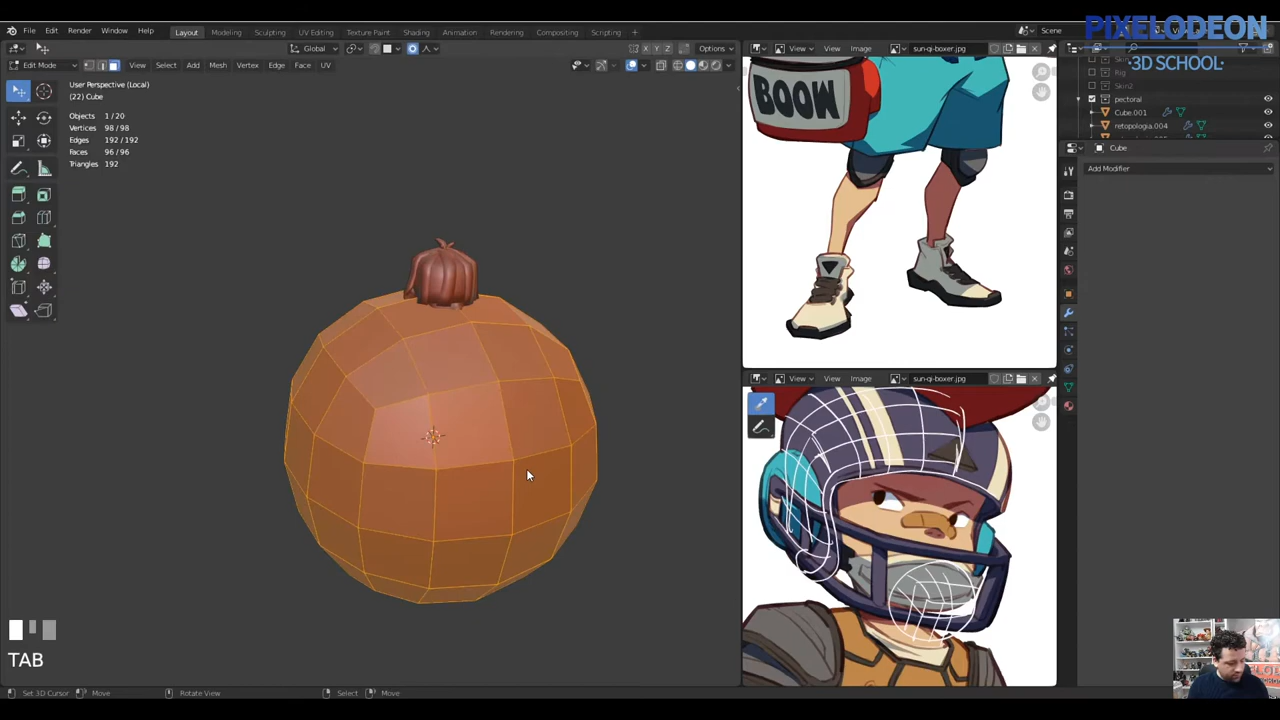 File Edit Render Window Help Layout Modeling Sculpting UV Editing Texture Paint Shading Animation Rendering Compositing Scripting Scene
PIXELODEON
·3D SCHOOL·
Global Options View Image sun-qi-boxer.jpg
Edit Mode View Select Add Mesh Vertex Edge Face UV X Y Z
User Perspective (Local)
(22) Cube
Objects 1/20
Vertices 98/98
Edges 192/192
Faces 96/96
Triangles 192
Rig
Skin2
pectoral
Cube.001
retopologia.004
Cube
Add Modifier
BOOW
View Image sun-qi-boxer.jpg
TAB
Set 3D Cursor Move Rotate View Select Move